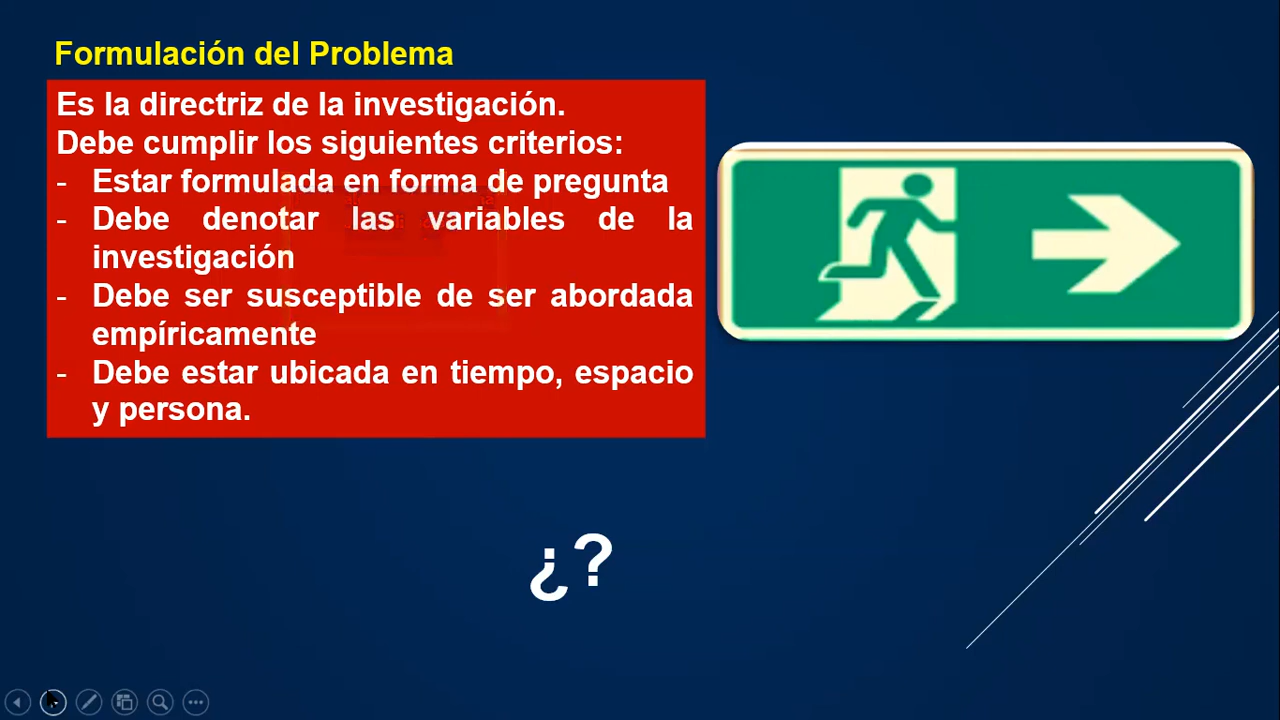 Formulación del Problema
Es la directriz de la investigación.
Debe cumplir los siguientes criterios:
- Estar formulada en forma de pregunta
- Debe denotar las variables de la
investigación
- Debe ser susceptible de ser abordada
empíricamente
- Debe estar ubicada en tiempo, espacio
y persona.
¿?